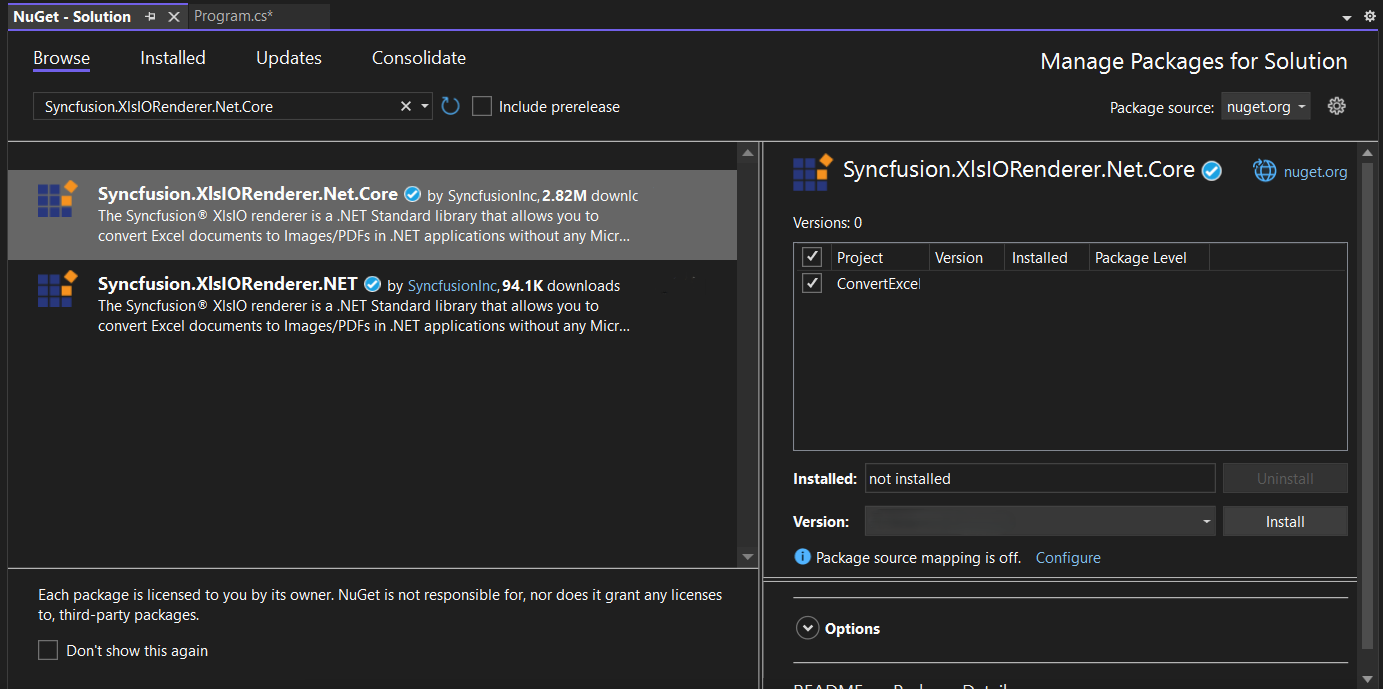 NuGet - Solution
Program.cs*
Browse Installed Updates Consolidate
Manage Packages for Solution
Syncfusion.XlsIORenderer.Net.Core
Include prerelease
Package source: nuget.org
Syncfusion.XlsIORenderer.Net.Core by SyncfusionInc, 2.82M downlc
The Syncfusion® XlsIO renderer is a .NET Standard library that allows you to
convert Excel documents to Images/PDFs in .NET applications without any Micr...
Syncfusion.XlsIORenderer.NET by SyncfusionInc, 94.1K downloads
The Syncfusion® XlsIO renderer is a .NET Standard library that allows you to
convert Excel documents to Images/PDFs in .NET applications without any Micr...
Each package is licensed to you by its owner. NuGet is not responsible for, nor does it grant any licenses
to, third-party packages.
Don't show this again
Syncfusion.XlsIORenderer.Net.Core
nuget.org
Versions: 0
Project Version Installed Package Level
ConvertExcel
Installed: not installed
Uninstall
Version:
Install
Package source mapping is off. Configure
Options